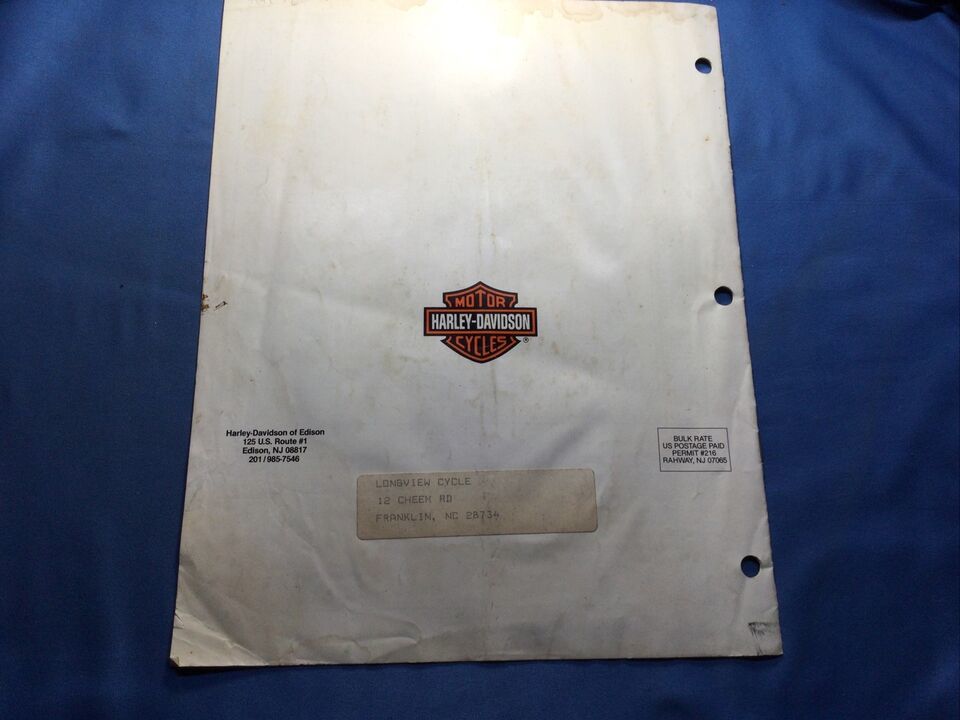 MOTOR
HARLEY-DAVIDSON
CYCLES
®
Harley-Davidson of Edison
125 U.S. Route #1
Edison, NJ 08817
201 / 985-7546
BULK RATE
US POSTAGE PAID
PERMIT #216
RAHWAY, NJ 07065
LONGVIEW CYCLE
12 CHEEK RD
FRANKLIN, NC 28734